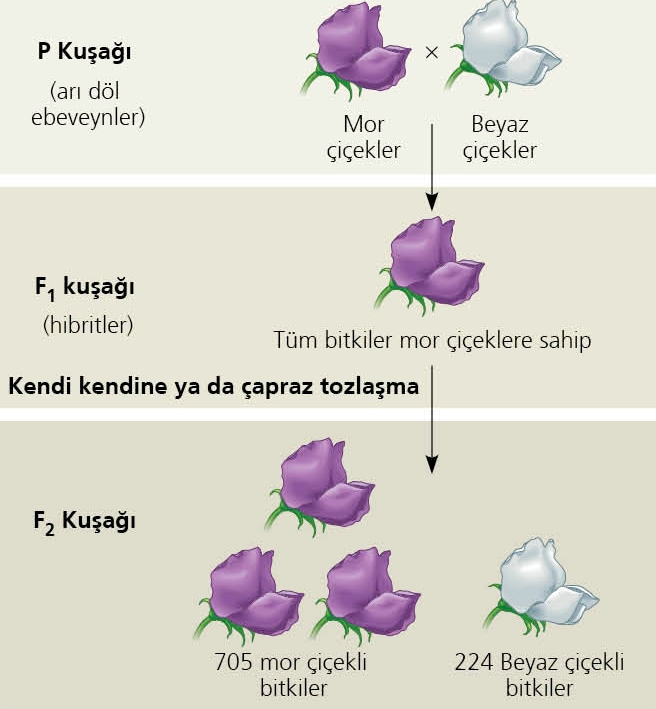 P Kuşağı
(arı döl
ebeveynler)
×
Mor
çiçekler
Beyaz
çiçekler
F₁ kuşağı
(hibritler)
Tüm bitkiler mor çiçeklere sahip
Kendi kendine ya da çapraz tozlaşma
F₂ Kuşağı
705 mor çiçekli
bitkiler
224 Beyaz çiçekli
bitkiler